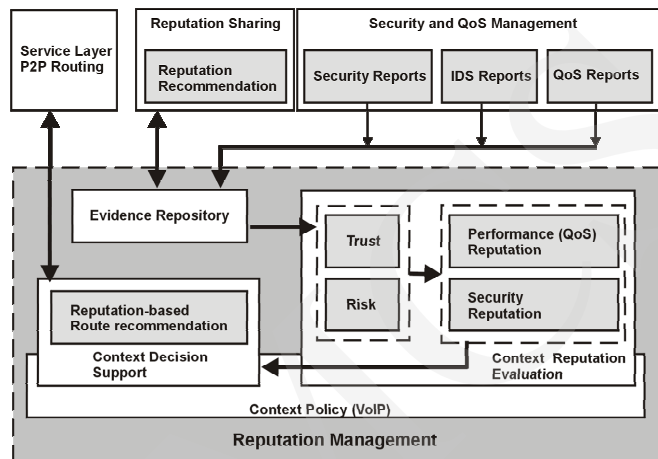 Service Layer
P2P Routing
Reputation Sharing
Reputation
Recommendation
Security and QoS Management
Security Reports
IDS Reports
QoS Reports
Evidence Repository
Trust
Risk
Performance (QoS)
Reputation
Security
Reputation
Reputation-based
Route recommendation
Context Decision
Support
Context Reputation
Evaluation
Context Policy (VoIP)
Reputation Management